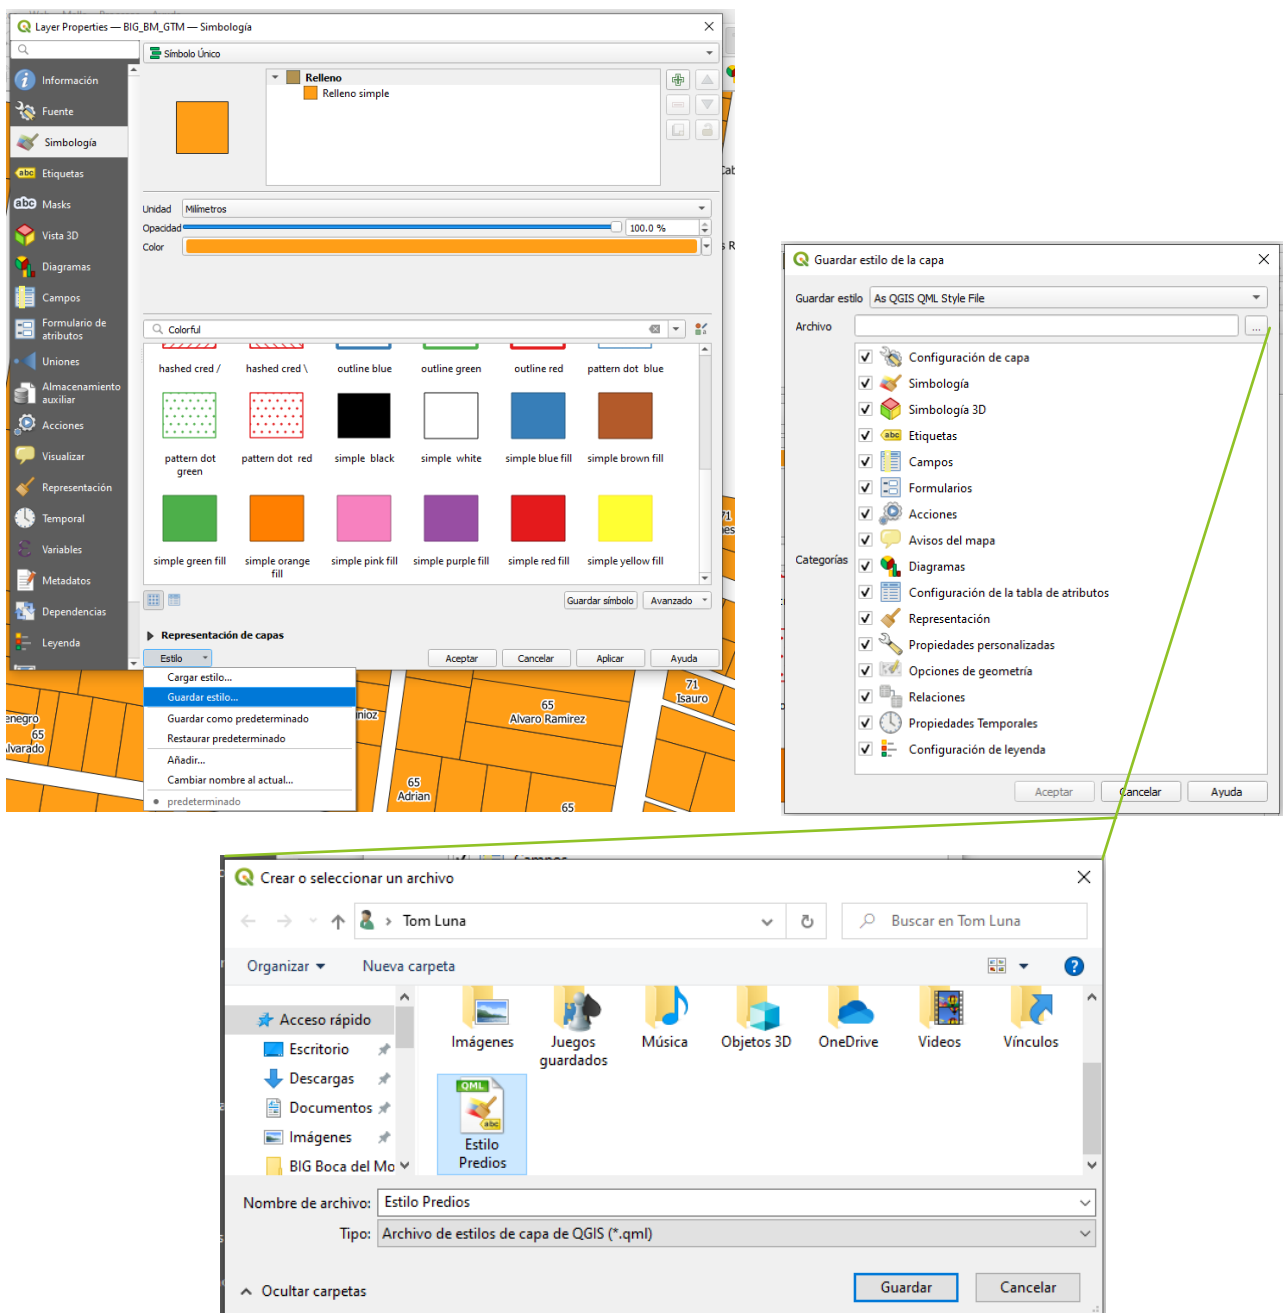 Layer Properties — BIG_BM_GTM — Simbología
Símbolo Único
Información
Fuente
Simbología
Etiquetas
Masks
Vista 3D
Diagramas
Campos
Formulario de
atributos
Uniones
Almacenamiento
auxiliar
Acciones
Visualizar
Representación
Temporal
Variables
Metadatos
Dependencias
Leyenda
Relleno
Relleno simple
Unidad
Milímetros
Opacidad
100.0 %
Color
Colorful
hashed cred /
hashed cred \
outline blue
outline green
outline red
pattern dot blue
pattern dot
green
pattern dot red
simple black
simple white
simple blue fill
simple brown fill
simple green fill
simple orange
fill
simple pink fill
simple purple fill
simple red fill
simple yellow fill
Guardar símbolo
Avanzado
Representación de capas
Estilo
Aceptar
Cancelar
Aplicar
Ayuda
Cargar estilo...
Guardar estilo...
Guardar como predeterminado
Restaurar predeterminado
Añadir...
Cambiar nombre al actual...
predeterminado
65
65
Alvaro Ramirez
71
Isauro
65
Adrian
65
71
Guardar estilo de la capa
Guardar estilo
As QGIS QML Style File
Archivo
...
Categorías
Configuración de capa
Simbología
Simbología 3D
Etiquetas
Campos
Formularios
Acciones
Avisos del mapa
Diagramas
Configuración de la tabla de atributos
Representación
Propiedades personalizadas
Opciones de geometría
Relaciones
Propiedades Temporales
Configuración de leyenda
Aceptar
Cancelar
Ayuda
Crear o seleccionar un archivo
Tom Luna
Buscar en Tom Luna
Organizar
Nueva carpeta
Acceso rápido
Escritorio
Descargas
Documentos
Imágenes
BIG Boca del Mo
Imágenes
Juegos
guardados
Música
Objetos 3D
OneDrive
Videos
Vínculos
QML
abc
Estilo
Predios
Nombre de archivo:
Estilo Predios
Tipo:
Archivo de estilos de capa de QGIS (*.qml)
Ocultar carpetas
Guardar
Cancelar